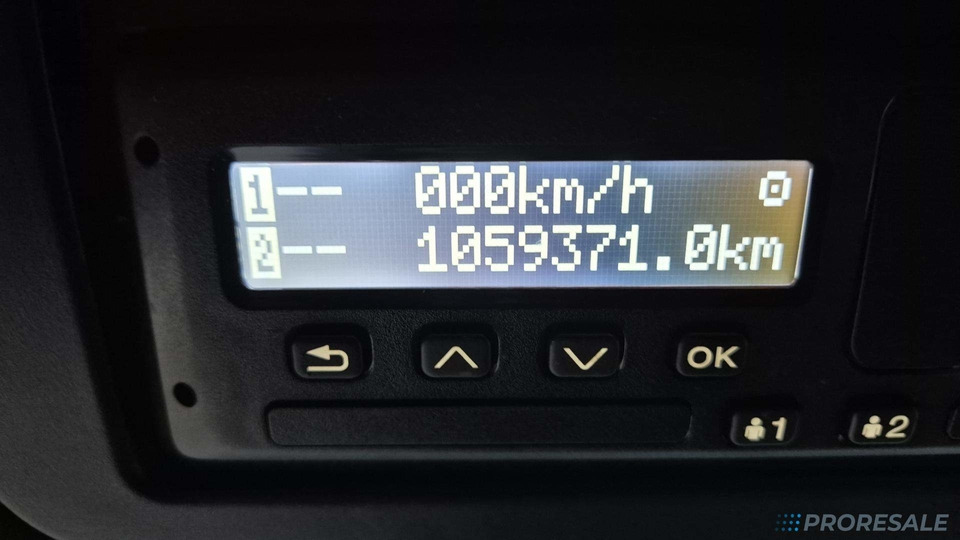 1-- 000km/h
2-- 1059371.0km
OK
1 2
PRORESALE